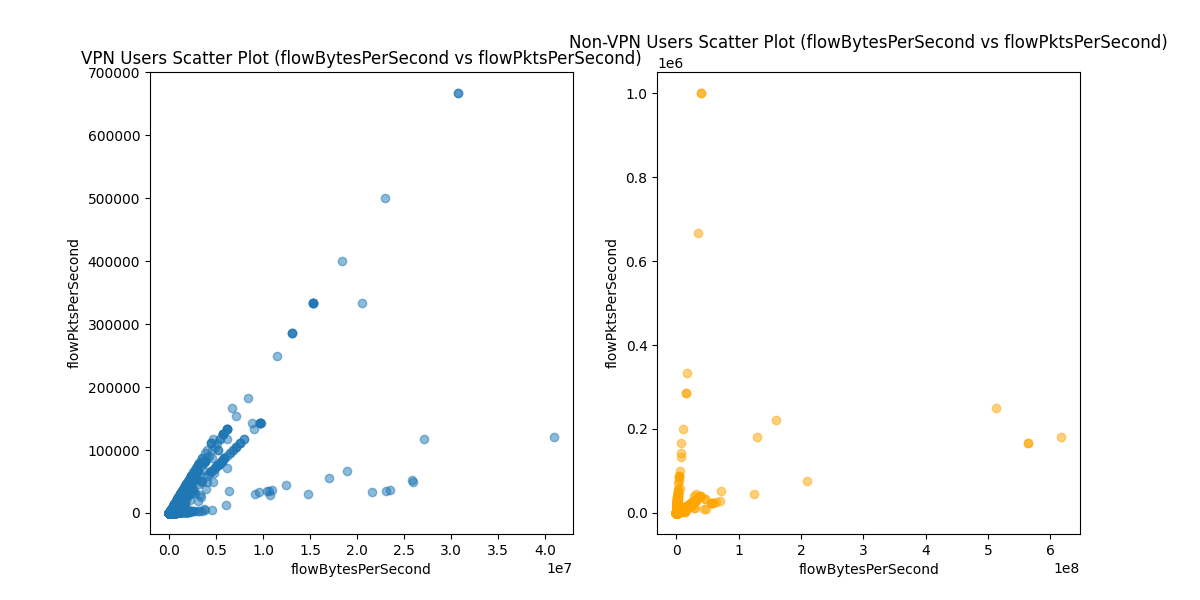 VPN Users Scatter Plot (flowBytesPerSecond vs flowPktsPerSecond)
700000
600000
500000
400000
300000
200000
100000
0
flowPktsPerSecond
0.0 0.5 1.0 1.5 2.0 2.5 3.0 3.5 4.0
1e7
flowBytesPerSecond
Non-VPN Users Scatter Plot (flowBytesPerSecond vs flowPktsPerSecond)
1e6
1.0
0.8
0.6
0.4
0.2
0.0
flowPktsPerSecond
0 1 2 3 4 5 6
1e8
flowBytesPerSecond